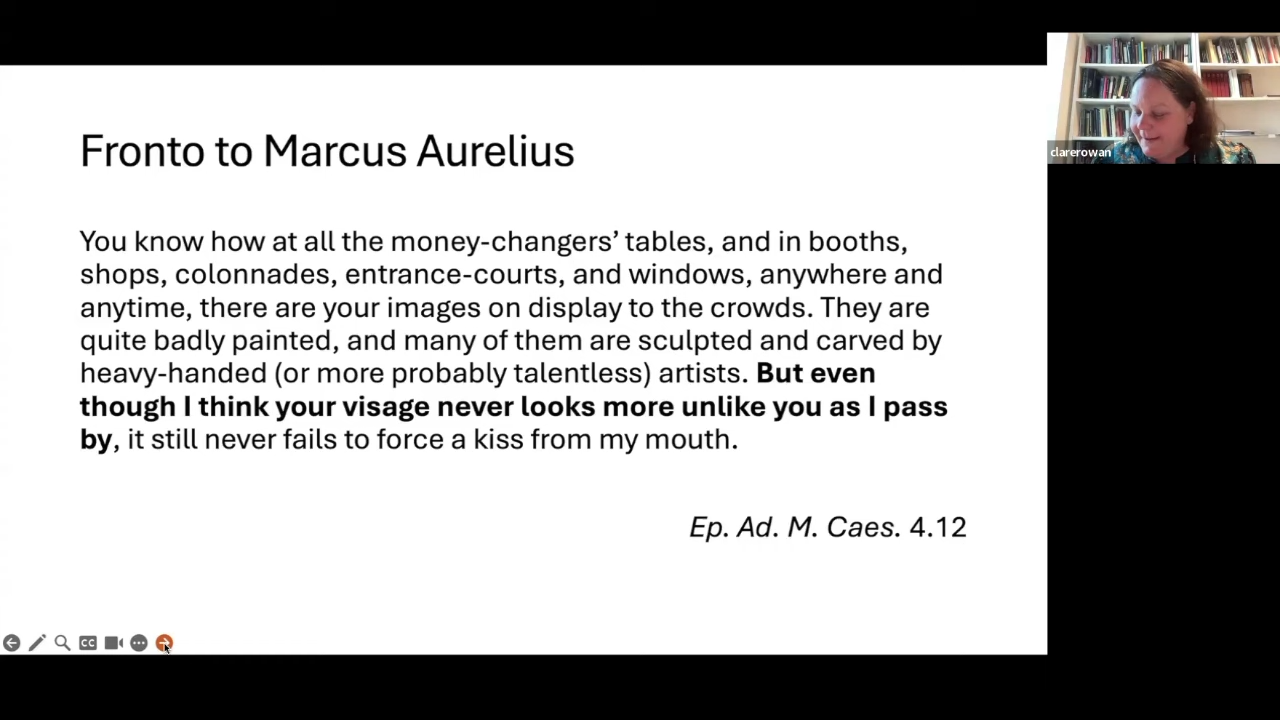 Fronto to Marcus Aurelius
You know how at all the money-changers’ tables, and in booths,
shops, colonnades, entrance-courts, and windows, anywhere and
anytime, there are your images on display to the crowds. They are
quite badly painted, and many of them are sculpted and carved by
heavy-handed (or more probably talentless) artists. But even
though I think your visage never looks more unlike you as I pass
by, it still never fails to force a kiss from my mouth.
Ep. Ad. M. Caes. 4.12
clarerowan
CC